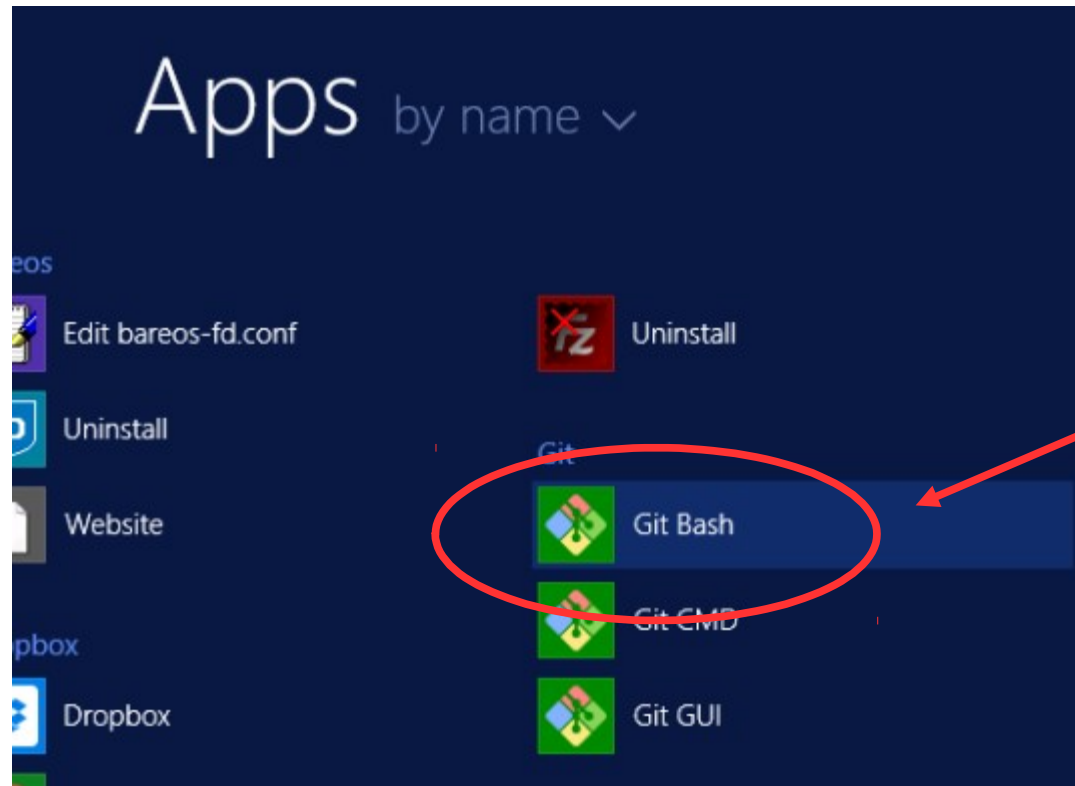 Apps by name
eos
Edit bareos-fd.conf
Uninstall
Website
pbox
Dropbox
Uninstall
Git
Git Bash
Git CMD
Git GUI